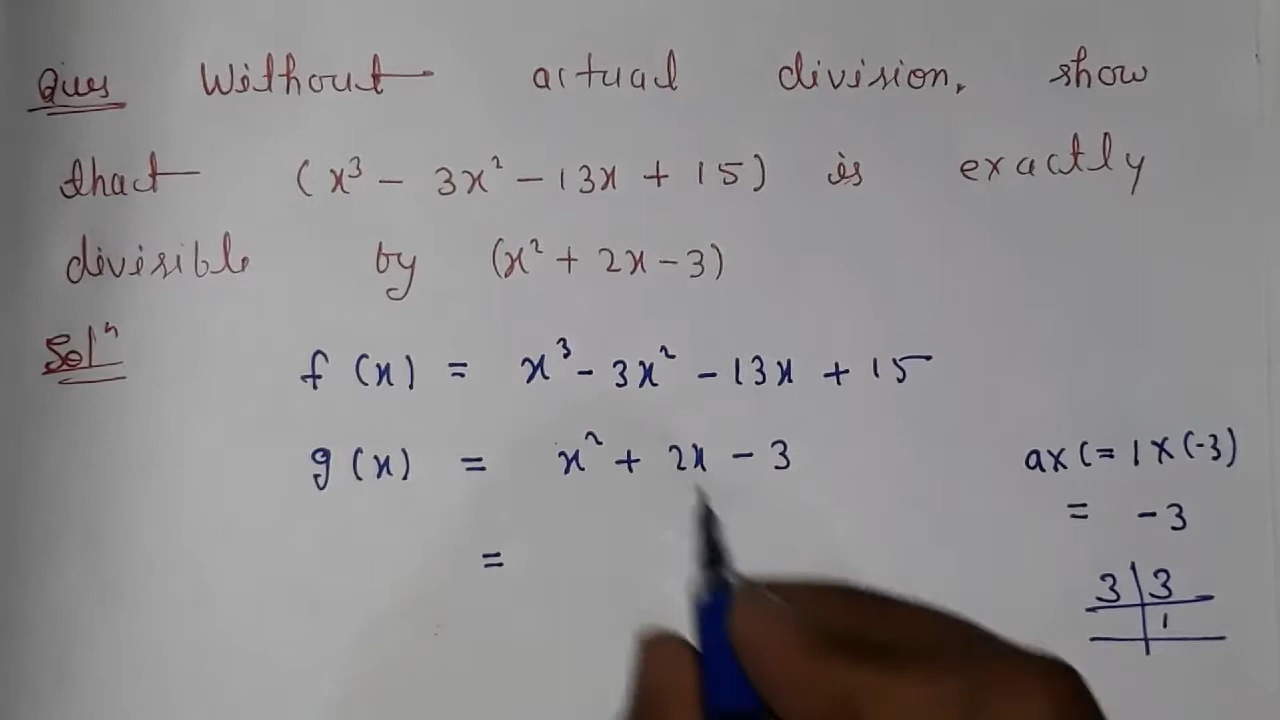 Ques Without actual division, show
that (x³ - 3x² - 13x + 15) is exactly
divisible by (x² + 2x - 3)
Solⁿ f(x) = x³ - 3x² - 13x + 15
g(x) = x² + 2x - 3
=
a×c = 1×(-3)
= -3
3 | 3
1